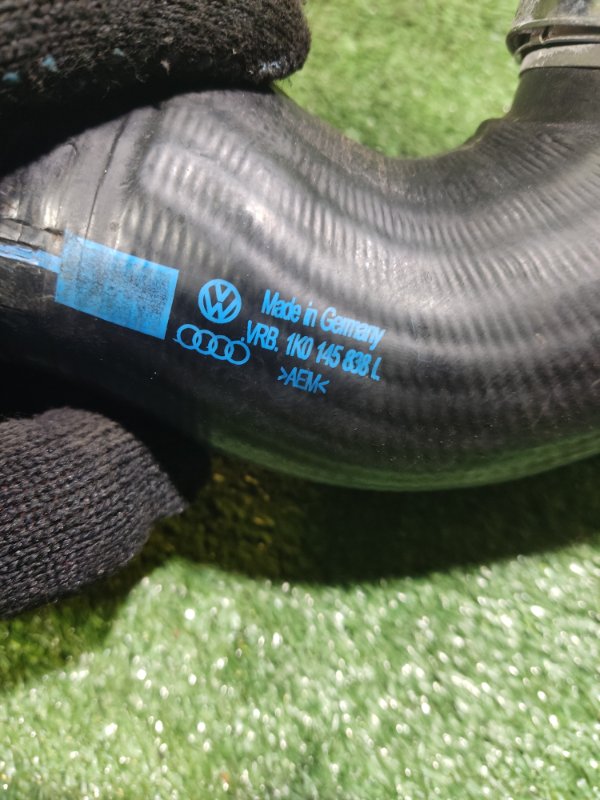 Made in Germany
VRB. 1K0 145 838 L
>AEM<